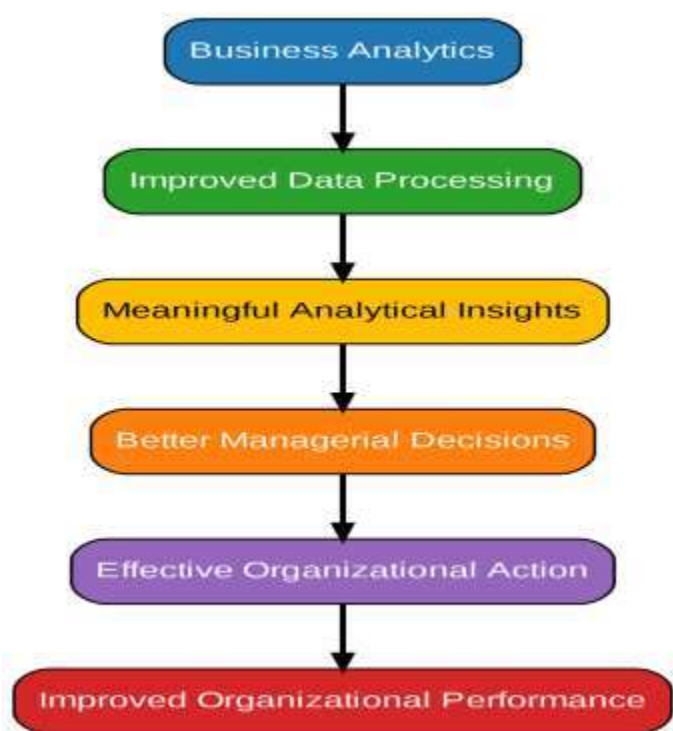 Business Analytics
Improved Data Processing
Meaningful Analytical Insights
Better Managerial Decisions
Effective Organizational Action
Improved Organizational Performance